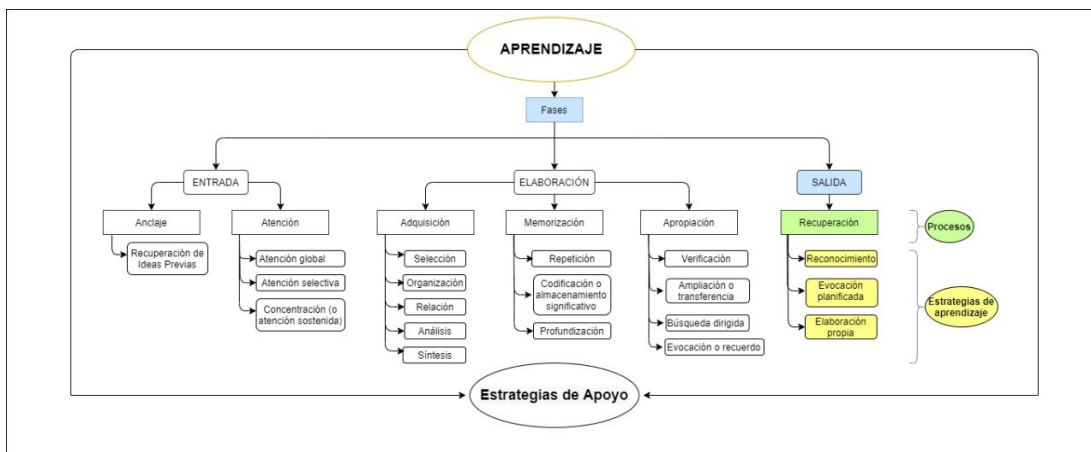 APRENDIZAJE
Fases
ENTRADA
ELABORACIÓN
SALIDA
Anclaje
Atención
Adquisición
Memorización
Apropiación
Recuperación
Procesos
Recuperación de
Ideas Previas
Atención global
Atención selectiva
Concentración (o
atención sostenida)
Selección
Organización
Relación
Análisis
Síntesis
Repetición
Codificación o
almacenamiento
significativo
Profundización
Verificación
Ampliación o
transferencia
Búsqueda dirigida
Evocación o recuerdo
Reconocimiento
Evocación
planificada
Elaboración
propia
Estrategias de
aprendizaje
Estrategias de Apoyo